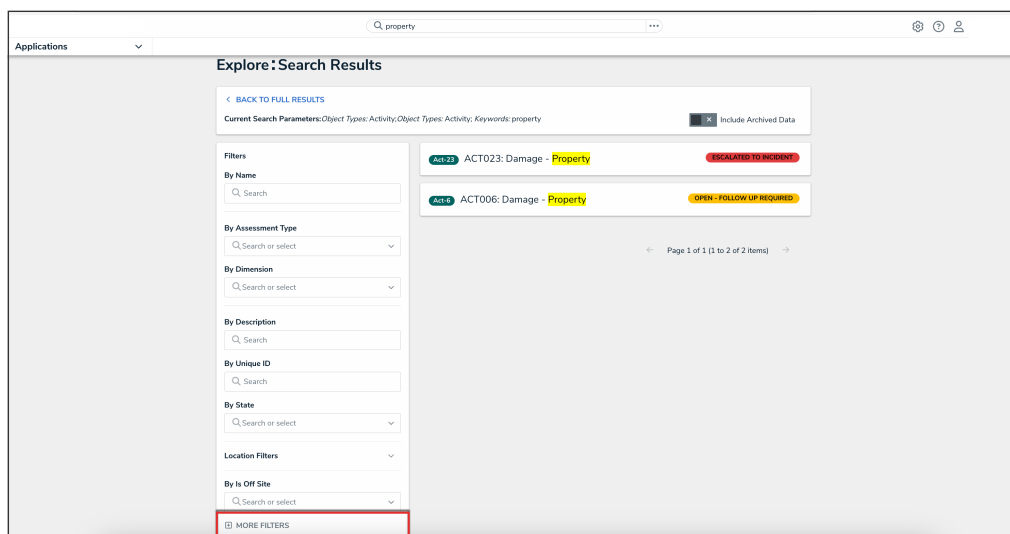 property
Applications
Explore:Search Results
BACK TO FULL RESULTS
Current Search Parameters:Object Types: Activity;Object Types: Activity; Keywords: property
Include Archived Data
Filters
By Name
Search
By Assessment Type
Search or select
By Dimension
Search or select
By Description
Search
By Unique ID
Search
By State
Search or select
Location Filters
By Is Off Site
Search or select
MORE FILTERS
Act-23 ACT023: Damage - Property ESCALATED TO INCIDENT
Act-6 ACT006: Damage - Property OPEN - FOLLOW UP REQUIRED
Page 1 of 1 (1 to 2 of 2 items)